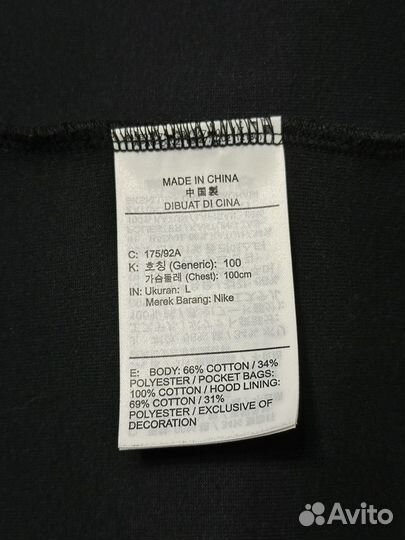 MADE IN CHINA
中国製
DIBUAT DI CINA
C: 175/92A
K: 호칭 (Generic): 100
가슴둘레 (Chest): 100cm
IN: Ukuran: L
Merek Barang: Nike
E: BODY: 66% COTTON / 34%
POLYESTER / POCKET BAGS:
100% COTTON / HOOD LINING:
69% COTTON / 31%
POLYESTER / EXCLUSIVE OF
DECORATION
Avito